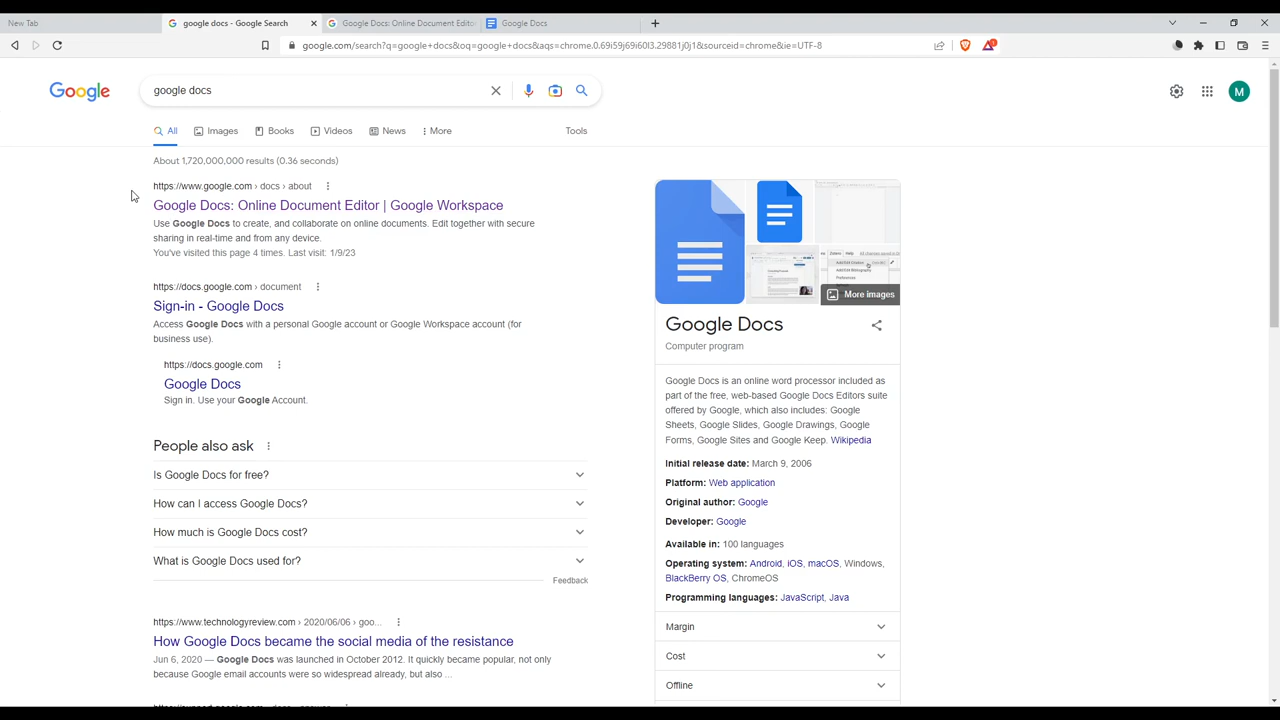 New Tab
google docs - Google Search
Google Docs: Online Document Editor
Google Docs
google.com/search?q=google+docs&oq=google+docs&aqs=chrome.0.69i59j69i60l3.29881j0j1&sourceid=chrome&ie=UTF-8
Google
google docs
M
All
Images
Books
Videos
News
More
Tools
About 1,720,000,000 results (0.36 seconds)
https://www.google.com › docs › about
Google Docs: Online Document Editor | Google Workspace
Use Google Docs to create, and collaborate on online documents. Edit together with secure
sharing in real-time and from any device.
You've visited this page 4 times. Last visit: 1/9/23
https://docs.google.com › document
Sign-in - Google Docs
Access Google Docs with a personal Google account or Google Workspace account (for
business use).
https://docs.google.com
Google Docs
Sign in. Use your Google Account.
People also ask
Is Google Docs for free?
How can I access Google Docs?
How much is Google Docs cost?
What is Google Docs used for?
Feedback
https://www.technologyreview.com › 2020/06/06 › goo...
How Google Docs became the social media of the resistance
Jun 6, 2020 — Google Docs was launched in October 2012. It quickly became popular, not only
because Google email accounts were so widespread already, but also ...
More images
Google Docs
Computer program
Google Docs is an online word processor included as
part of the free, web-based Google Docs Editors suite
offered by Google, which also includes: Google
Sheets, Google Slides, Google Drawings, Google
Forms, Google Sites and Google Keep. Wikipedia
Initial release date: March 9, 2006
Platform: Web application
Original author: Google
Developer: Google
Available in: 100 languages
Operating system: Android, iOS, macOS, Windows,
BlackBerry OS, ChromeOS
Programming languages: JavaScript, Java
Margin
Cost
Offline